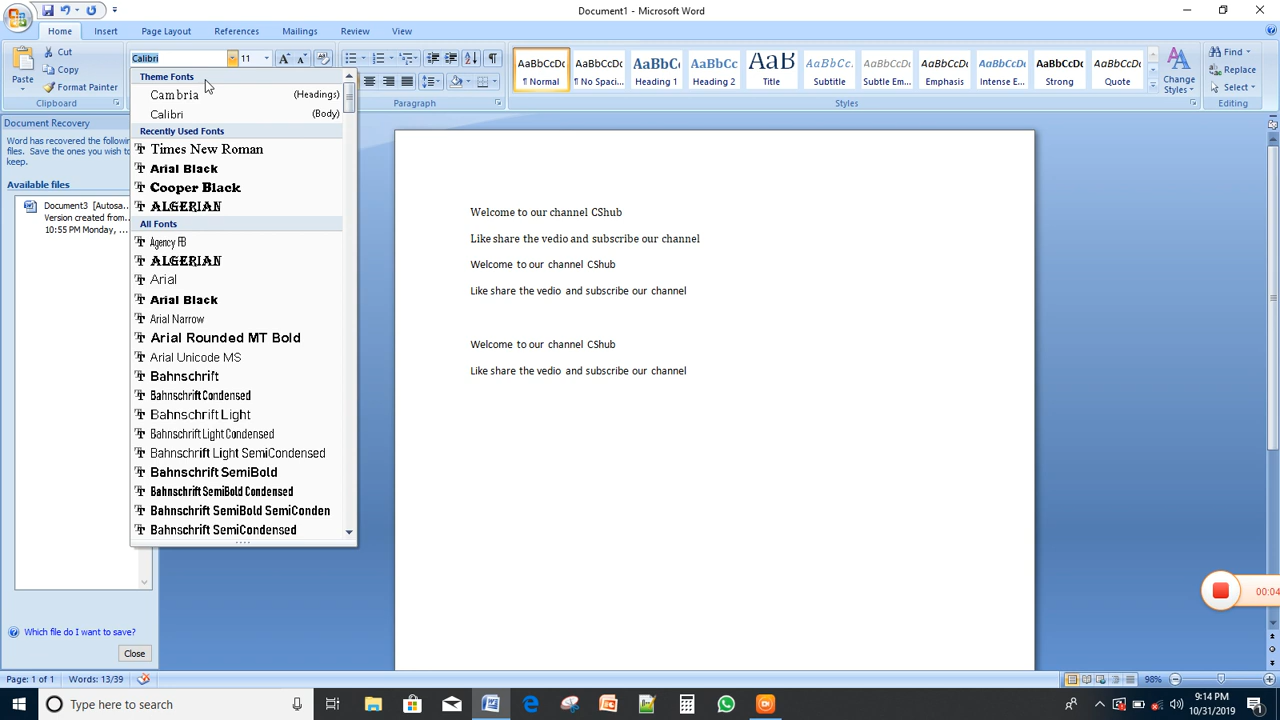 Document1 - Microsoft Word
Home Insert Page Layout References Mailings Review View
Paste
Cut
Copy
Format Painter
Clipboard
Calibri 11
Paragraph
AaBbCcDc ¶ Normal
AaBbCcDc ¶ No Spaci...
AaBbCc Heading 1
AaBbCc Heading 2
AaB Title
AaBbCc. Subtitle
AaBbCcDc Subtle Em...
AaBbCcDc Emphasis
AaBbCcDc Intense E...
AaBbCcDc Strong
AaBbCcDc Quote
Change Styles
Styles
Find
Replace
Select
Editing
Theme Fonts
Cambria (Headings)
Calibri (Body)
Recently Used Fonts
Times New Roman
Arial Black
Cooper Black
ALGERIAN
All Fonts
Agency FB
ALGERIAN
Arial
Arial Black
Arial Narrow
Arial Rounded MT Bold
Arial Unicode MS
Bahnschrift
Bahnschrift Condensed
Bahnschrift Light
Bahnschrift Light Condensed
Bahnschrift Light SemiCondensed
Bahnschrift SemiBold
Bahnschrift SemiBold Condensed
Bahnschrift SemiBold SemiConden
Bahnschrift SemiCondensed
Document Recovery
Word has recovered the following
files. Save the ones you wish to
keep.
Available files
Document3 [Autosa...
Version created from...
10:55 PM Monday, ...
Which file do I want to save?
Close
Welcome to our channel CShub
Like share the vedio and subscribe our channel
Welcome to our channel CShub
Like share the vedio and subscribe our channel
Welcome to our channel CShub
Like share the vedio and subscribe our channel
00:04
Page: 1 of 1 Words: 13/39 98%
Type here to search
9:14 PM
10/31/2019